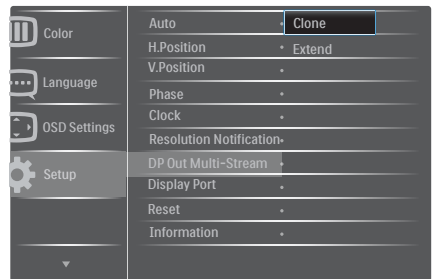 Color
Language
OSD Settings
Setup
Auto
H.Position
V.Position
Phase
Clock
Resolution Notification
DP Out Multi-Stream
Display Port
Reset
Information
Clone
Extend